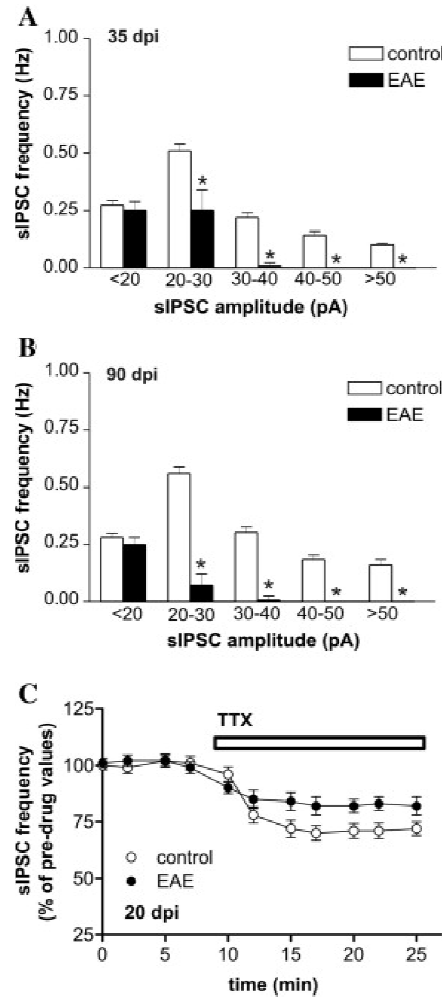 A
35 dpi
control
EAE
sIPSC frequency (Hz)
1.00
0.75
0.50
0.25
0.00
*
*
*
*
<20 20-30 30-40 40-50 >50
sIPSC amplitude (pA)
B
90 dpi
control
EAE
sIPSC frequency (Hz)
1.00
0.75
0.50
0.25
0.00
*
*
*
*
<20 20-30 30-40 40-50 >50
sIPSC amplitude (pA)
C
TTX
sIPSC frequency
(% of pre-drug values)
125
100
75
50
25
control
EAE
20 dpi
0 5 10 15 20 25
time (min)